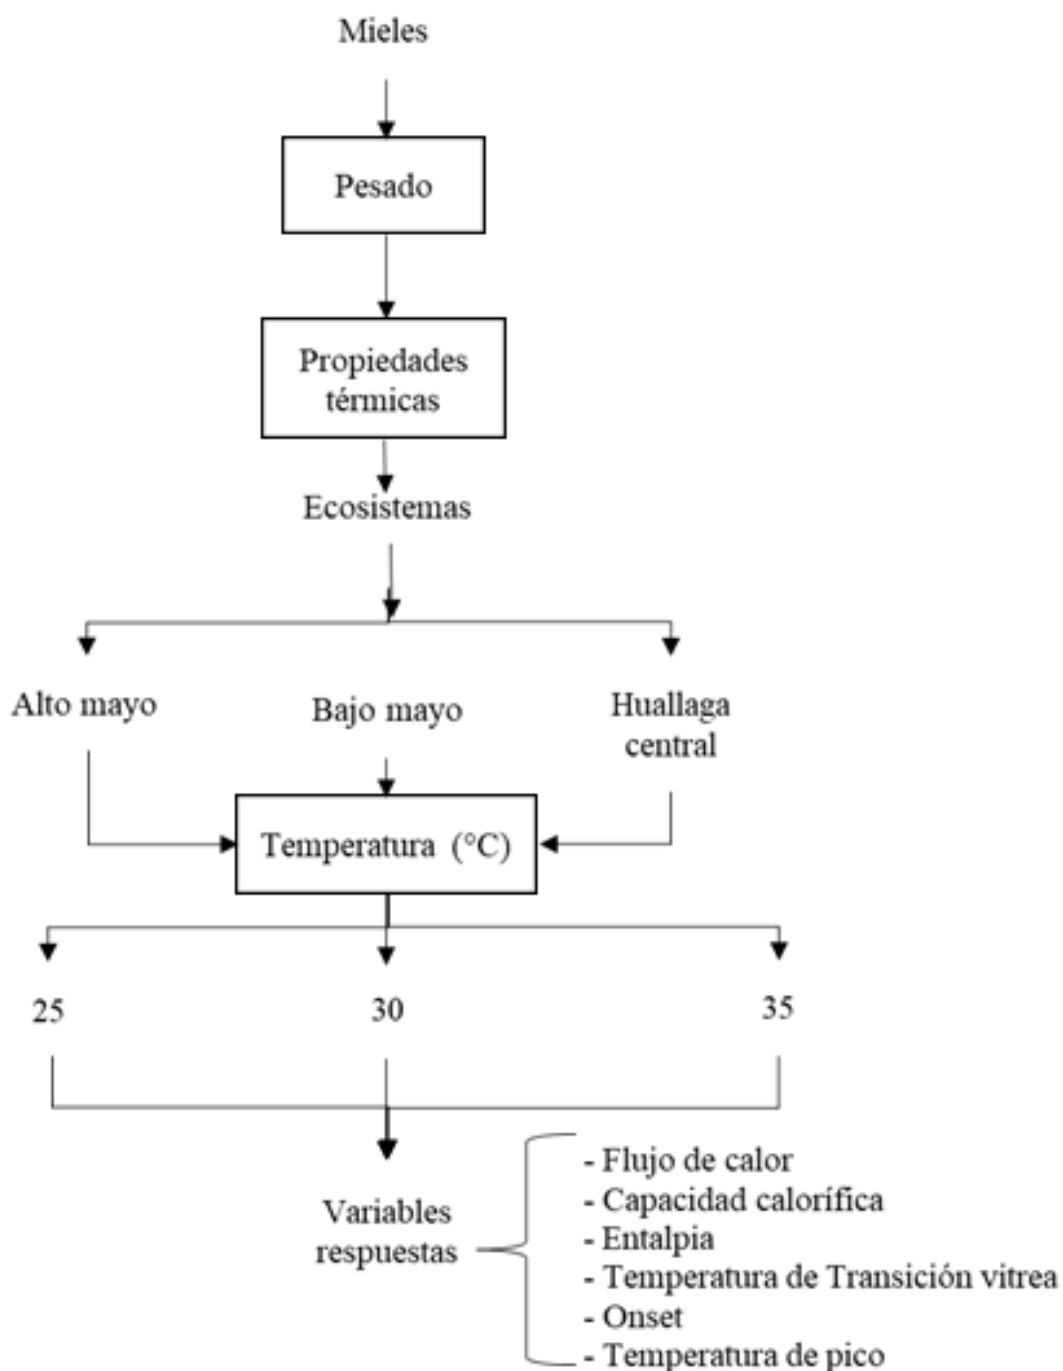 Mieles
Pesado
Propiedades
térmicas
Ecosistemas
Alto mayo
Bajo mayo
Huallaga
central
Temperatura (°C)
25
30
35
Variables
respuestas
- Flujo de calor
- Capacidad calorífica
- Entalpia
- Temperatura de Transición vitrea
- Onset
- Temperatura de pico